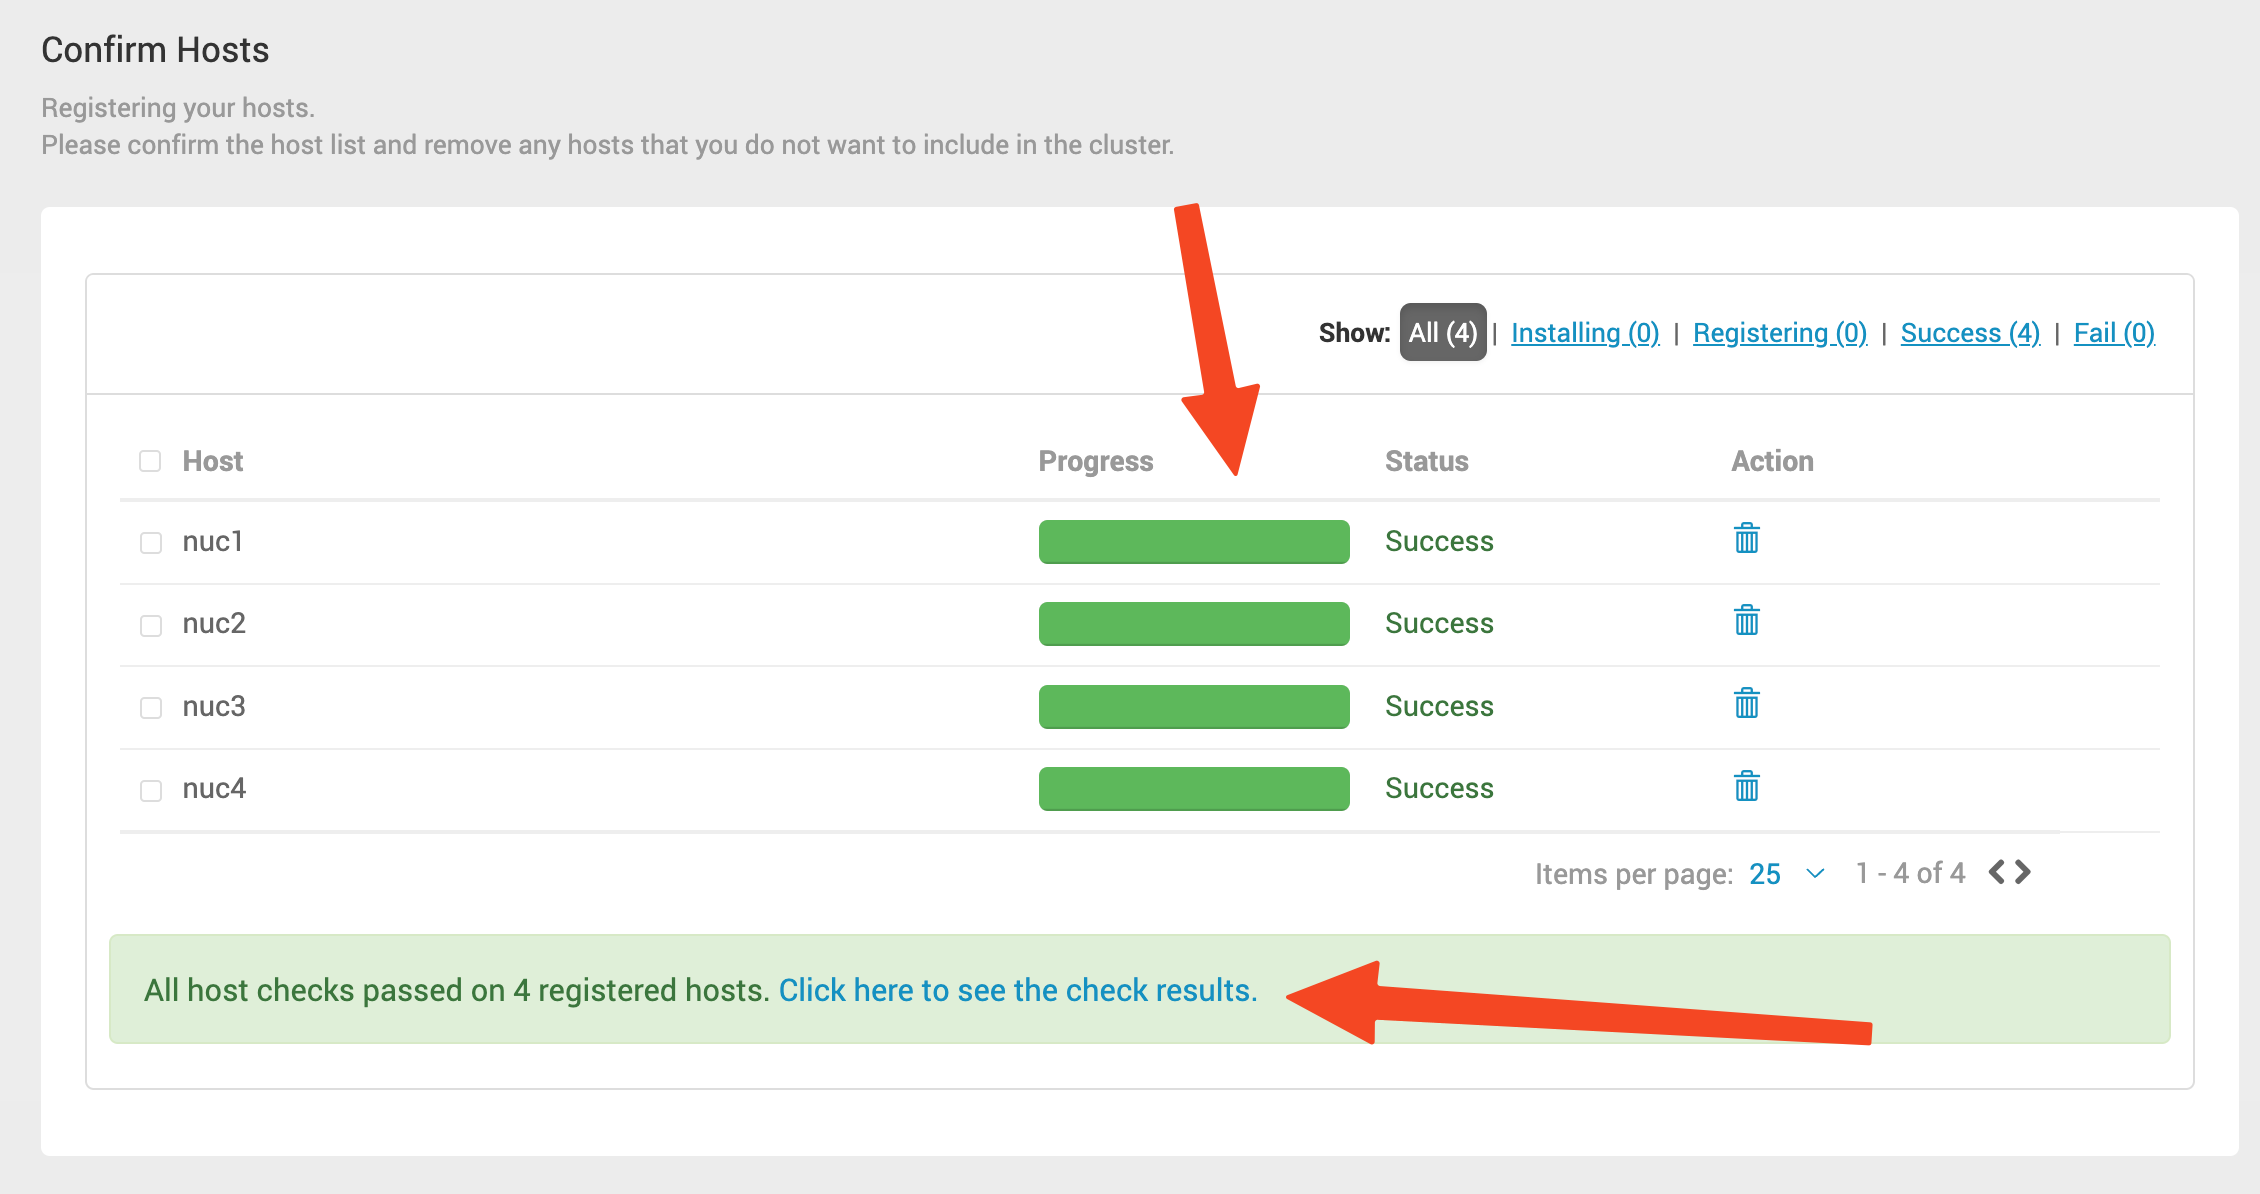 Confirm Hosts
Registering your hosts.
Please confirm the host list and remove any hosts that you do not want to include in the cluster.
Show: All (4) | Installing (0) | Registering (0) | Success (4) | Fail (0)
Host Progress Status Action
nuc1 Success
nuc2 Success
nuc3 Success
nuc4 Success
Items per page: 25 1 - 4 of 4
All host checks passed on 4 registered hosts. Click here to see the check results.